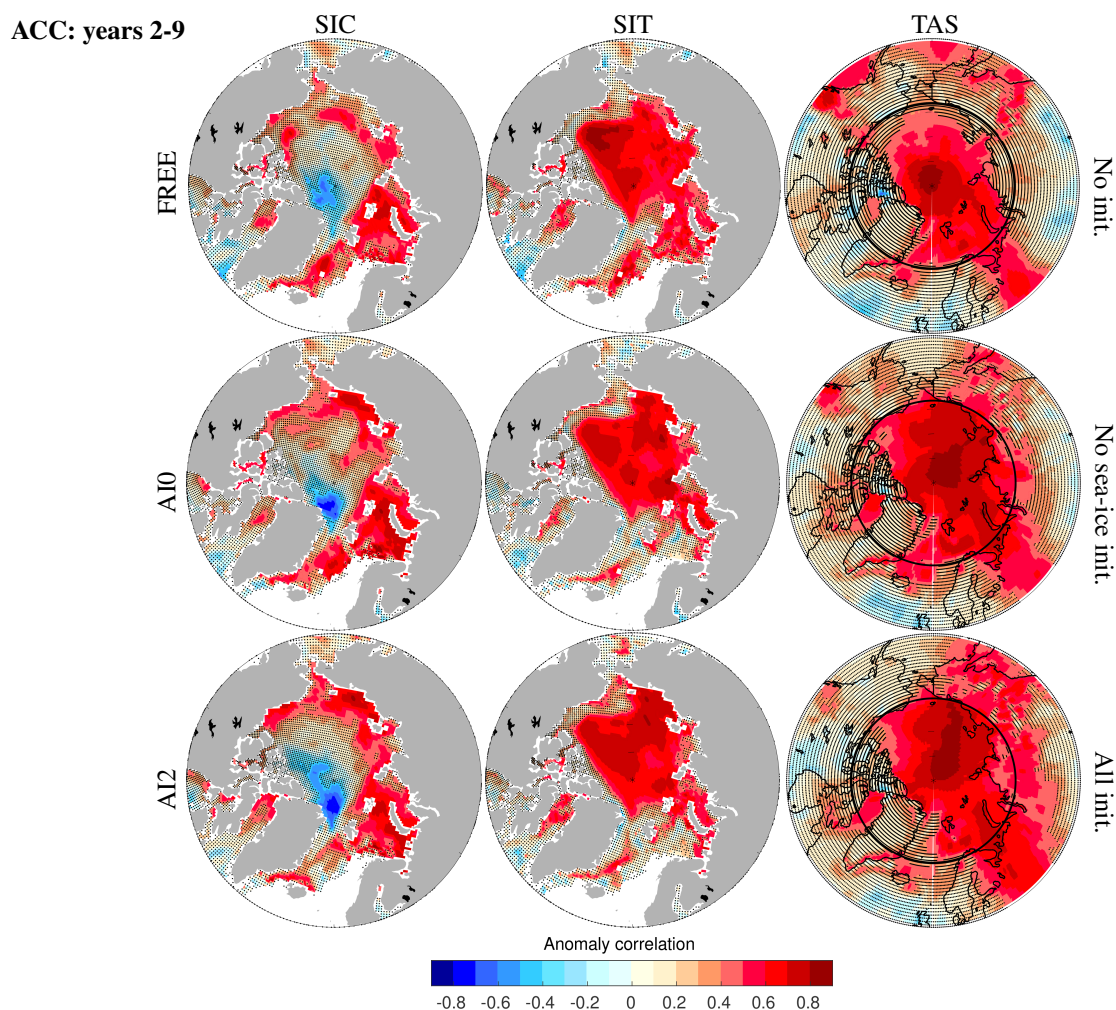 ACC: years 2-9
SIC
SIT
TAS
FREE
No init.
AI0
No sea-ice init.
AI2
All init.
Anomaly correlation
-0.8 -0.6 -0.4 -0.2 0 0.2 0.4 0.6 0.8